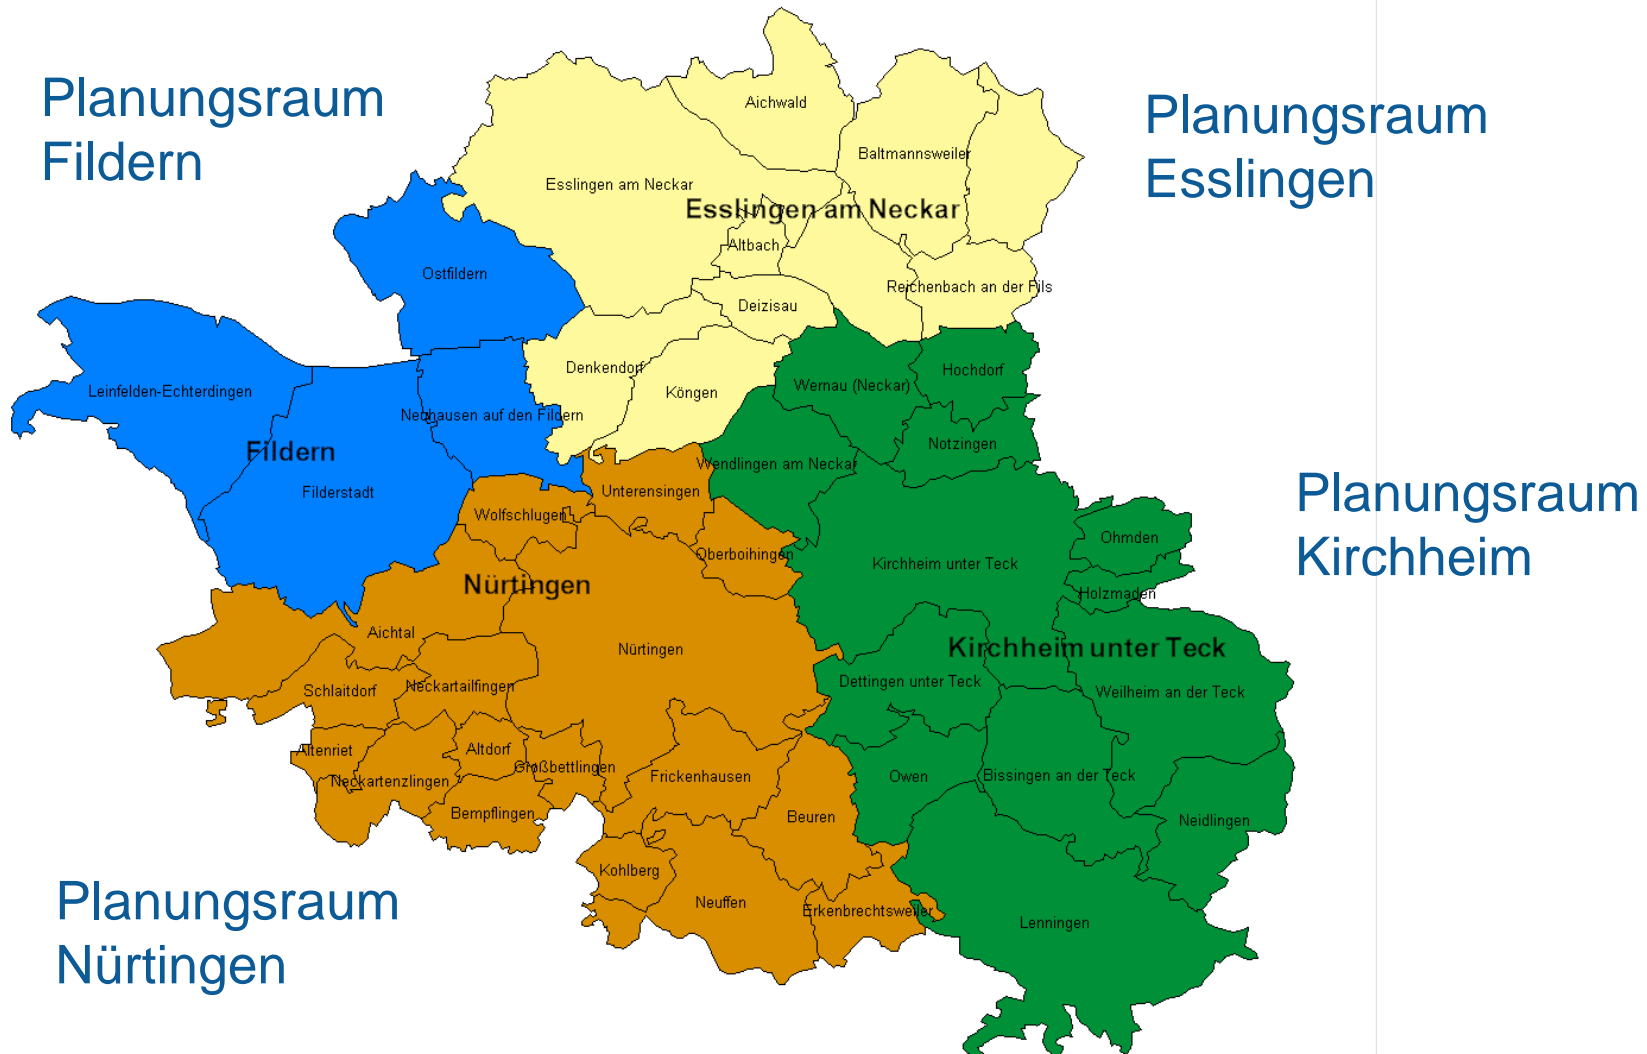 Planungsraum
Fildern
Planungsraum
Esslingen
Aichwald
Baltmannsweiler
Esslingen am Neckar
Esslingen am Neckar
Altbach
Ostfildern
Reichenbach an der Fils
Deizisau
Denkendorf
Köngen
Wernau (Neckar)
Hochdorf
Leinfelden-Echterdingen
Neuhausen auf den Fildern
Notzingen
Fildern
Wendlingen am Neckar
Filderstadt
Unterensingen
Planungsraum
Kirchheim
Wolfschlugen
Oberboihingen
Ohmden
Kirchheim unter Teck
Nürtingen
Holzmaden
Aichtal
Nürtingen
Kirchheim unter Teck
Schlaitdorf
Neckartailfingen
Dettingen unter Teck
Weilheim an der Teck
Altenriet
Altdorf
Großbettlingen
Neckartenzlingen
Frickenhausen
Owen
Bissingen an der Teck
Bempflingen
Beuren
Neidlingen
Kohlberg
Neuffen
Erkenbrechtsweiler
Lenningen
Planungsraum
Nürtingen